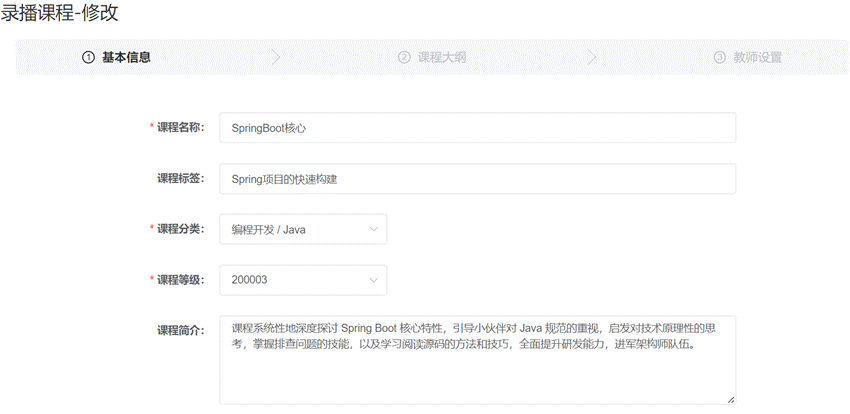 录播课程-修改
① 基本信息
② 课程大纲
③ 教师设置
* 课程名称： SpringBoot核心
课程标签： Spring项目的快速构建
* 课程分类： 编程开发 / Java
* 课程等级： 200003
课程简介： 课程系统性地深度探讨 Spring Boot 核心特性，引导小伙伴对 Java 规范的重视，启发对技术原理性的思
考，掌握排查问题的技能，以及学习阅读源码的方法和技巧，全面提升研发能力，进军架构师队伍。